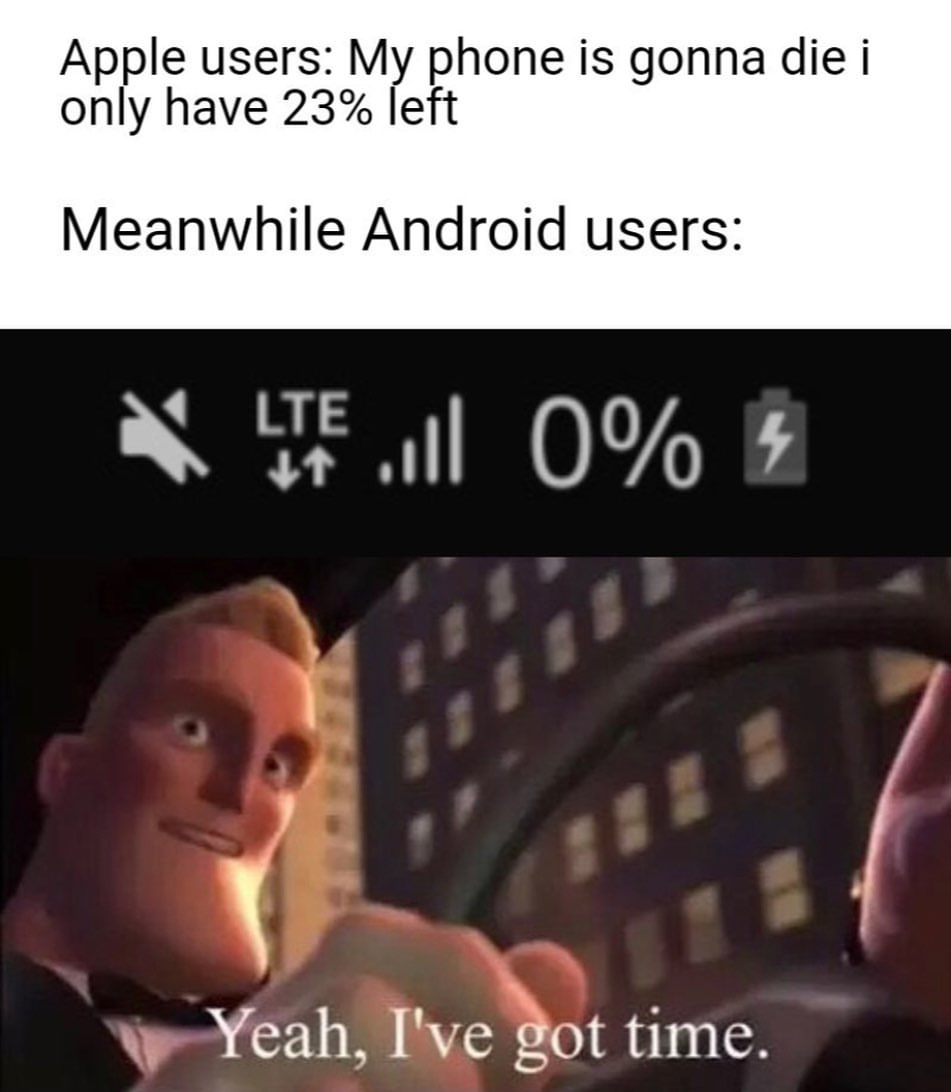 Apple users: My phone is gonna die i
only have 23% left
Meanwhile Android users:
LTE 0%
Yeah, I've got time.